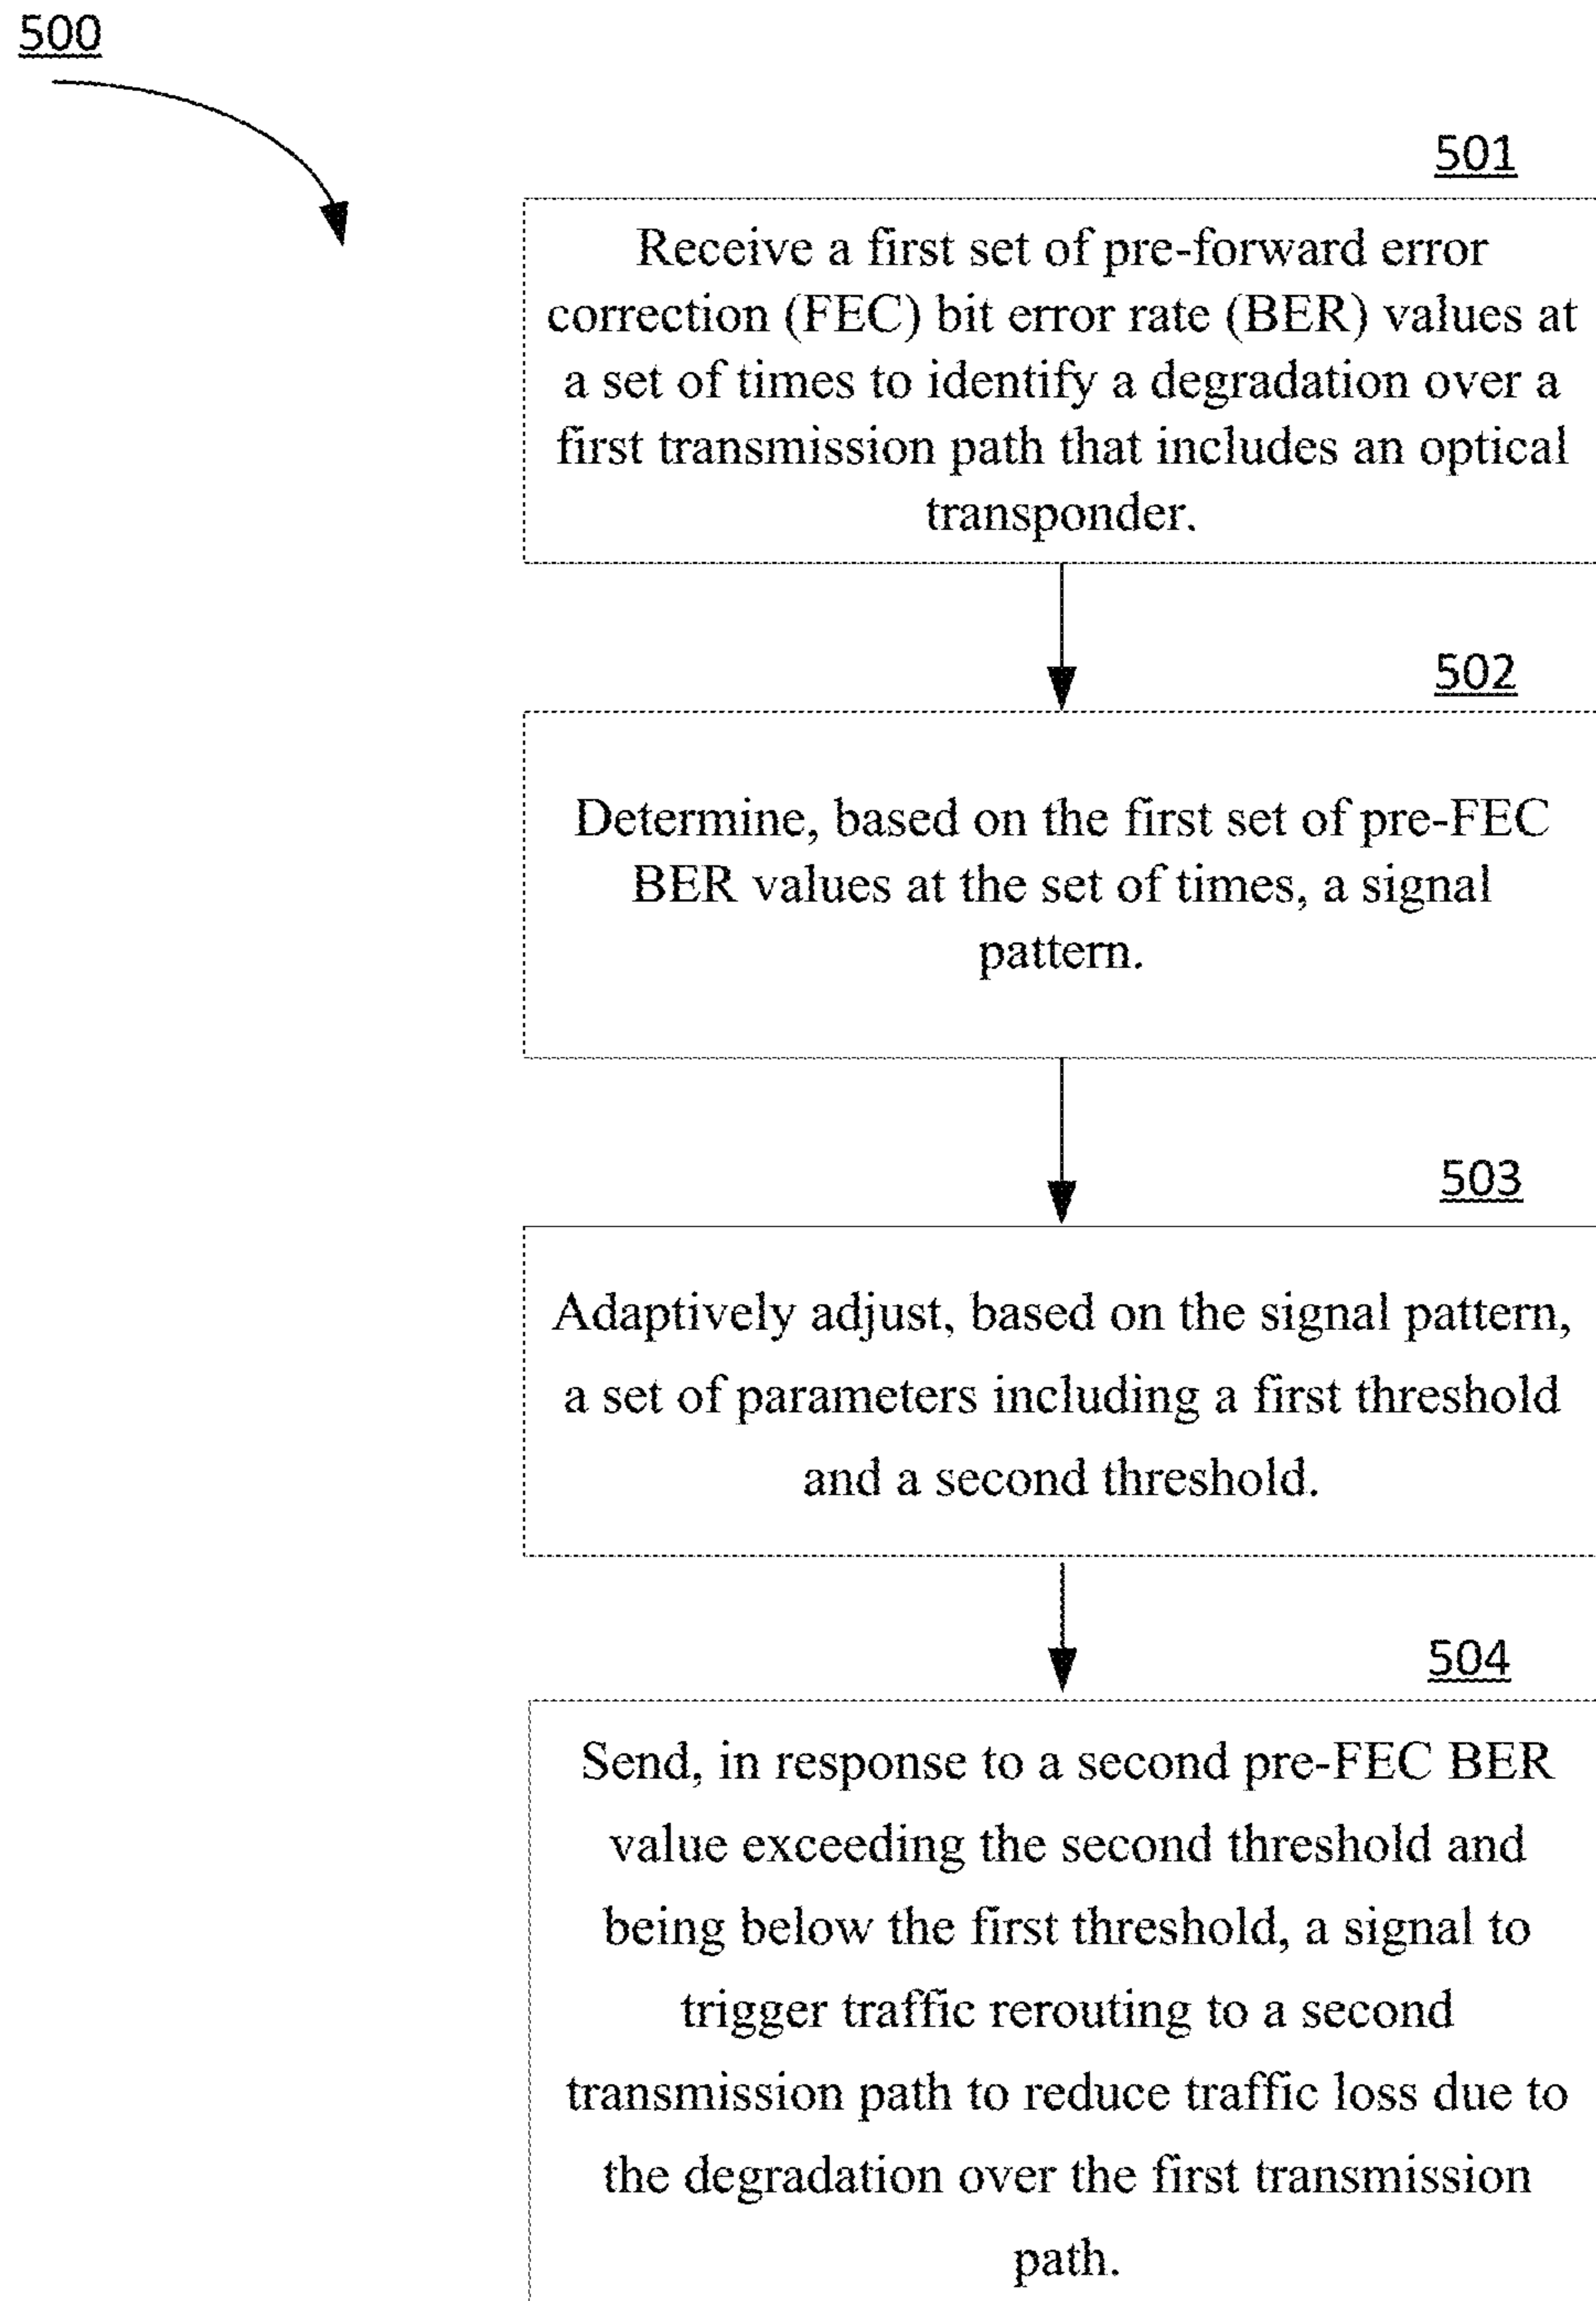 500
501
Receive a first set of pre-forward error
correction (FEC) bit error rate (BER) values at
a set of times to identify a degradation over a
first transmission path that includes an optical
transponder.
502
Determine, based on the first set of pre-FEC
BER values at the set of times, a signal
pattern.
503
Adaptively adjust, based on the signal pattern,
a set of parameters including a first threshold
and a second threshold.
504
Send, in response to a second pre-FEC BER
value exceeding the second threshold and
being below the first threshold, a signal to
trigger traffic rerouting to a second
transmission path to reduce traffic loss due to
the degradation over the first transmission
path.